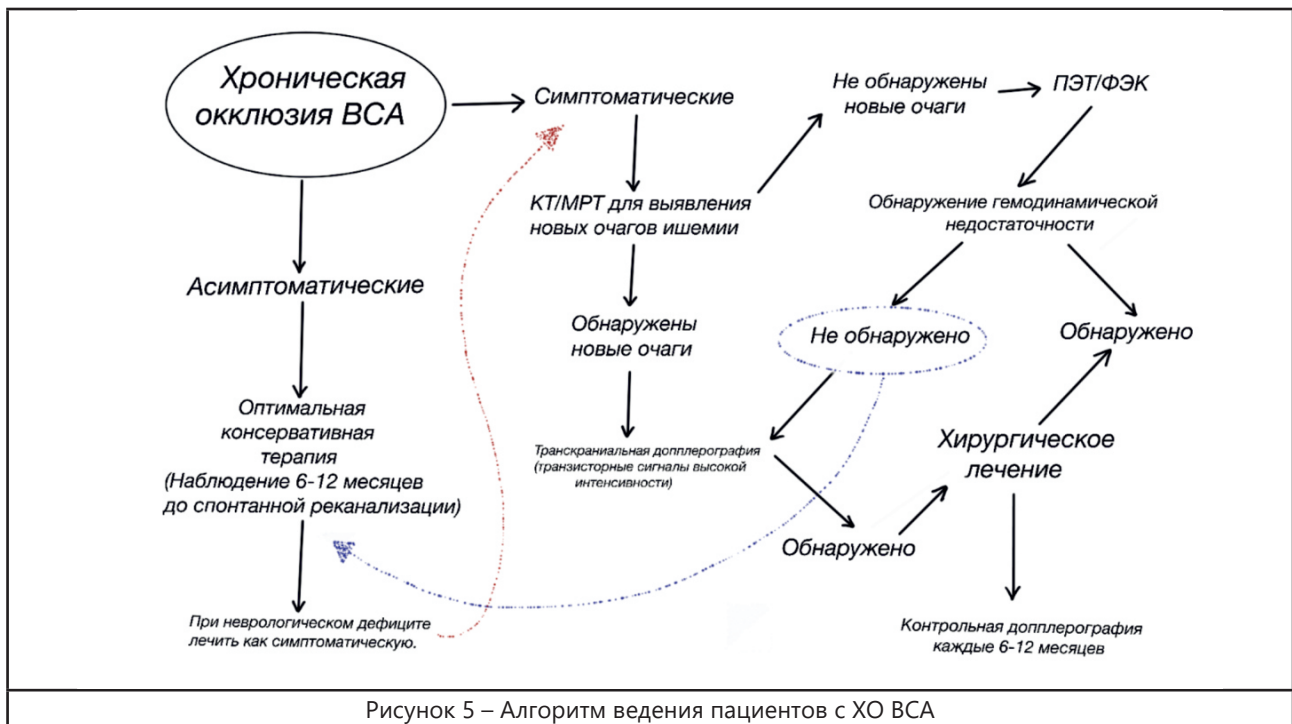 Хроническая
окклюзия ВСА
Симптоматические
Не обнаружены
новые очаги
ПЭТ/ФЭК
КТ/МРТ для выявления
новых очагов ишемии
Обнаружение гемодинамической
недостаточности
Асимптоматические
Обнаружены
новые очаги
Не обнаружено
Обнаружено
Оптимальная
консервативная
терапия
(Наблюдение 6-12 месяцев
до спонтанной реканализации)
Транскраниальная допплерография
(транзисторные сигналы высокой
интенсивности)
Хирургическое
лечение
Обнаружено
При неврологическом дефиците
лечить как симптоматическую.
Контрольная допплерография
каждые 6-12 месяцев
Рисунок 5 – Алгоритм ведения пациентов с ХО ВСА